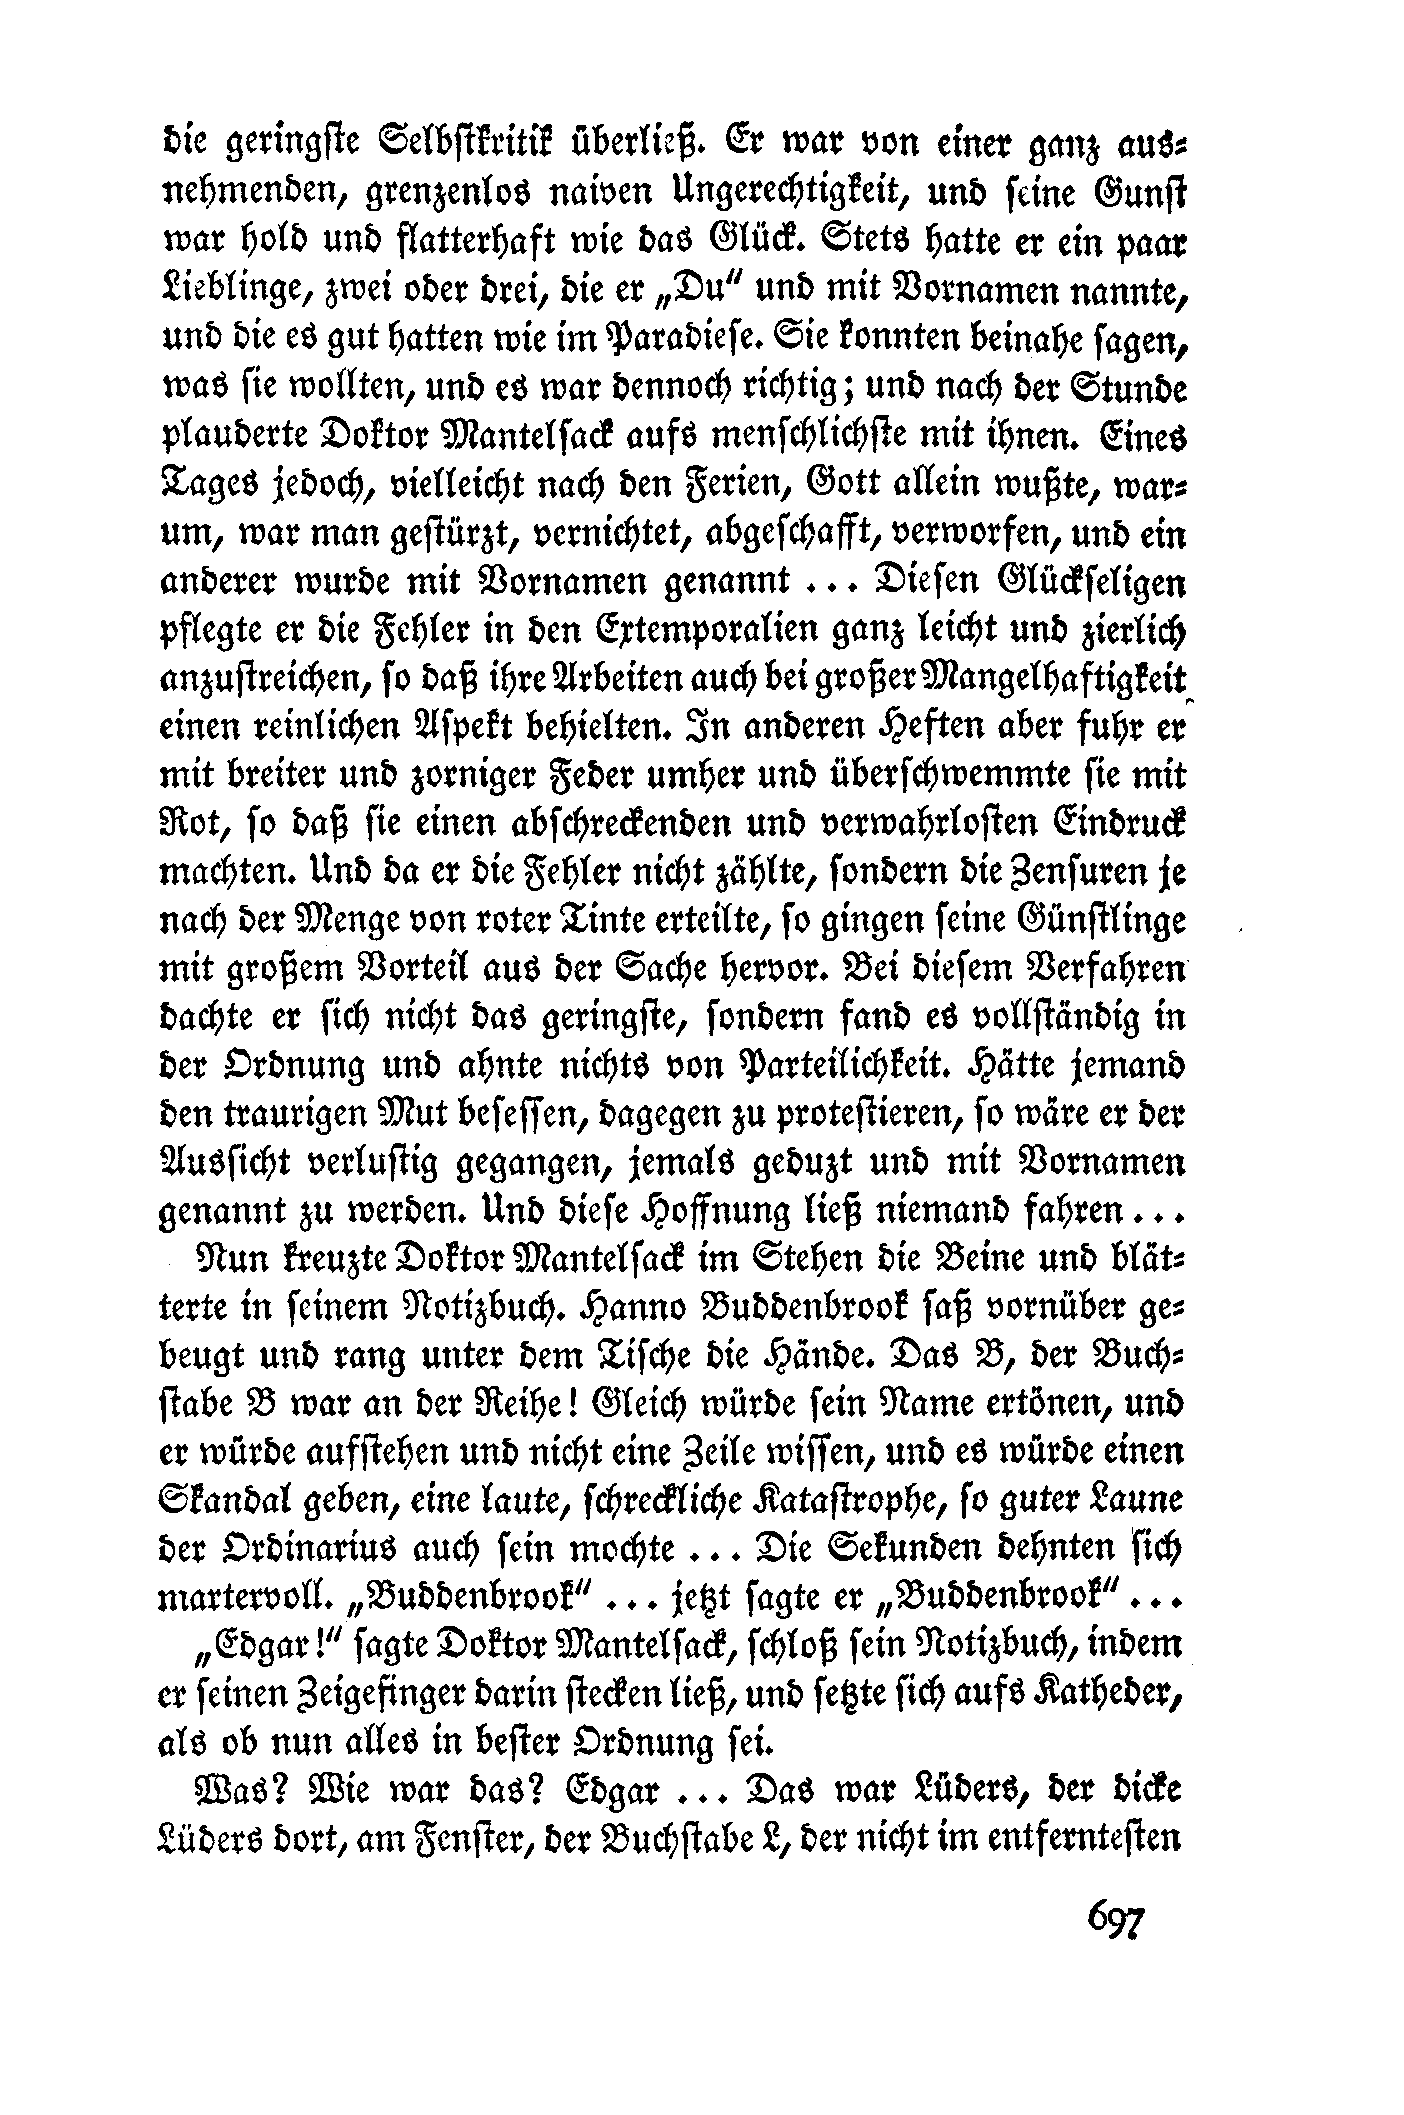 die geringste Selbstkritik überließ. Er war von einer ganz aus-
nehmenden, grenzenlos naiven Ungerechtigkeit, und seine Gunst
war hold und flatterhaft wie das Glück. Stets hatte er ein paar
Lieblinge, zwei oder drei, die er „Du“ und mit Vornamen nannte,
und die es gut hatten wie im Paradiese. Sie konnten beinahe sagen,
was sie wollten, und es war dennoch richtig; und nach der Stunde
plauderte Doktor Mantelsack aufs menschlichste mit ihnen. Eines
Tages jedoch, vielleicht nach den Ferien, Gott allein wußte, war-
um, war man gestürzt, vernichtet, abgeschafft, verworfen, und ein
anderer wurde mit Vornamen genannt ... Diesen Glückseligen
pflegte er die Fehler in den Extemporalien ganz leicht und zierlich
anzustreichen, so daß ihre Arbeiten auch bei großer Mangelhaftigkeit
einen reinlichen Aspekt behielten. In anderen Heften aber fuhr er
mit breiter und zorniger Feder umher und überschwemmte sie mit
Rot, so daß sie einen abschreckenden und verwahrlosten Eindruck
machten. Und da er die Fehler nicht zählte, sondern die Zensuren je
nach der Menge von roter Tinte erteilte, so gingen seine Günstlinge
mit großem Vorteil aus der Sache hervor. Bei diesem Verfahren
dachte er sich nicht das geringste, sondern fand es vollständig in
der Ordnung und ahnte nichts von Parteilichkeit. Hätte jemand
den traurigen Mut besessen, dagegen zu protestieren, so wäre er der
Aussicht verlustig gegangen, jemals geduzt und mit Vornamen
genannt zu werden. Und diese Hoffnung ließ niemand fahren ...
Nun kreuzte Doktor Mantelsack im Stehen die Beine und blät-
terte in seinem Notizbuch. Hanno Buddenbrook saß vornüber ge-
beugt und rang unter dem Tische die Hände. Das B, der Buch-
stabe B war an der Reihe! Gleich würde sein Name ertönen, und
er würde aufstehen und nicht eine Zeile wissen, und es würde einen
Skandal geben, eine laute, schreckliche Katastrophe, so guter Laune
der Ordinarius auch sein mochte ... Die Sekunden dehnten sich
martervoll. „Buddenbrook“ ... jetzt sagte er „Buddenbrook“ ...
„Edgar!“ sagte Doktor Mantelsack, schloß sein Notizbuch, indem
er seinen Zeigefinger darin stecken ließ, und setzte sich aufs Katheder,
als ob nun alles in bester Ordnung sei.
Was? Wie war das? Edgar ... Das war Lüders, der dicke
Lüders dort, am Fenster, der Buchstabe L, der nicht im entferntesten
697